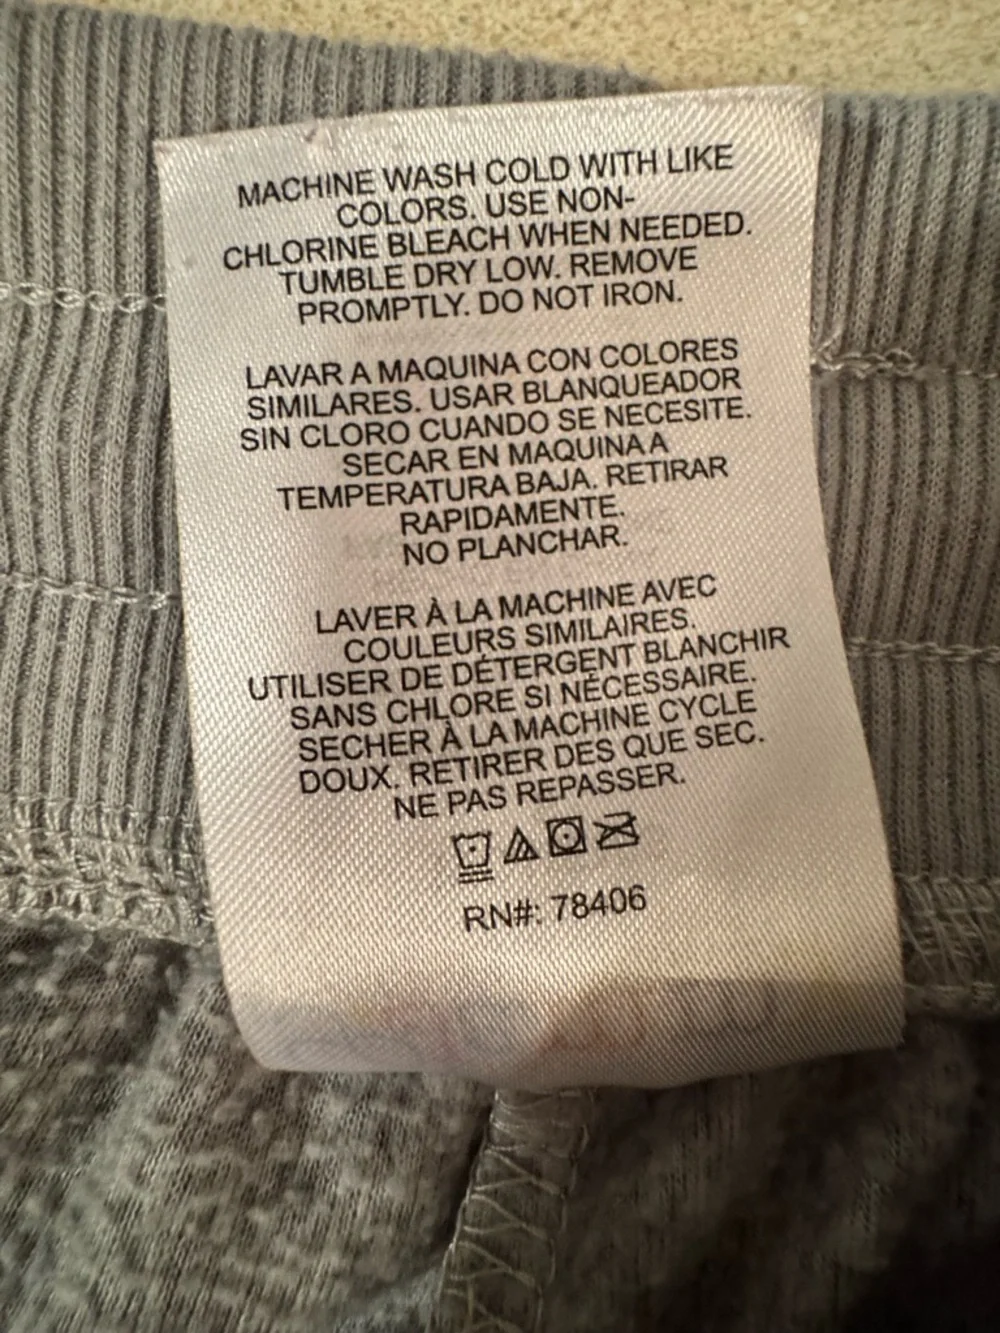 MACHINE WASH COLD WITH LIKE
COLORS. USE NON-
CHLORINE BLEACH WHEN NEEDED.
TUMBLE DRY LOW. REMOVE
PROMPTLY. DO NOT IRON.
LAVAR A MAQUINA CON COLORES
SIMILARES. USAR BLANQUEADOR
SIN CLORO CUANDO SE NECESITE.
SECAR EN MAQUINA A
TEMPERATURA BAJA. RETIRAR
RAPIDAMENTE.
NO PLANCHAR.
LAVER À LA MACHINE AVEC
COULEURS SIMILAIRES.
UTILISER DE DÉTERGENT BLANCHIR
SANS CHLORE SI NÉCESSAIRE.
SECHER À LA MACHINE CYCLE
DOUX. RETIRER DES QUE SEC.
NE PAS REPASSER.
RN#: 78406